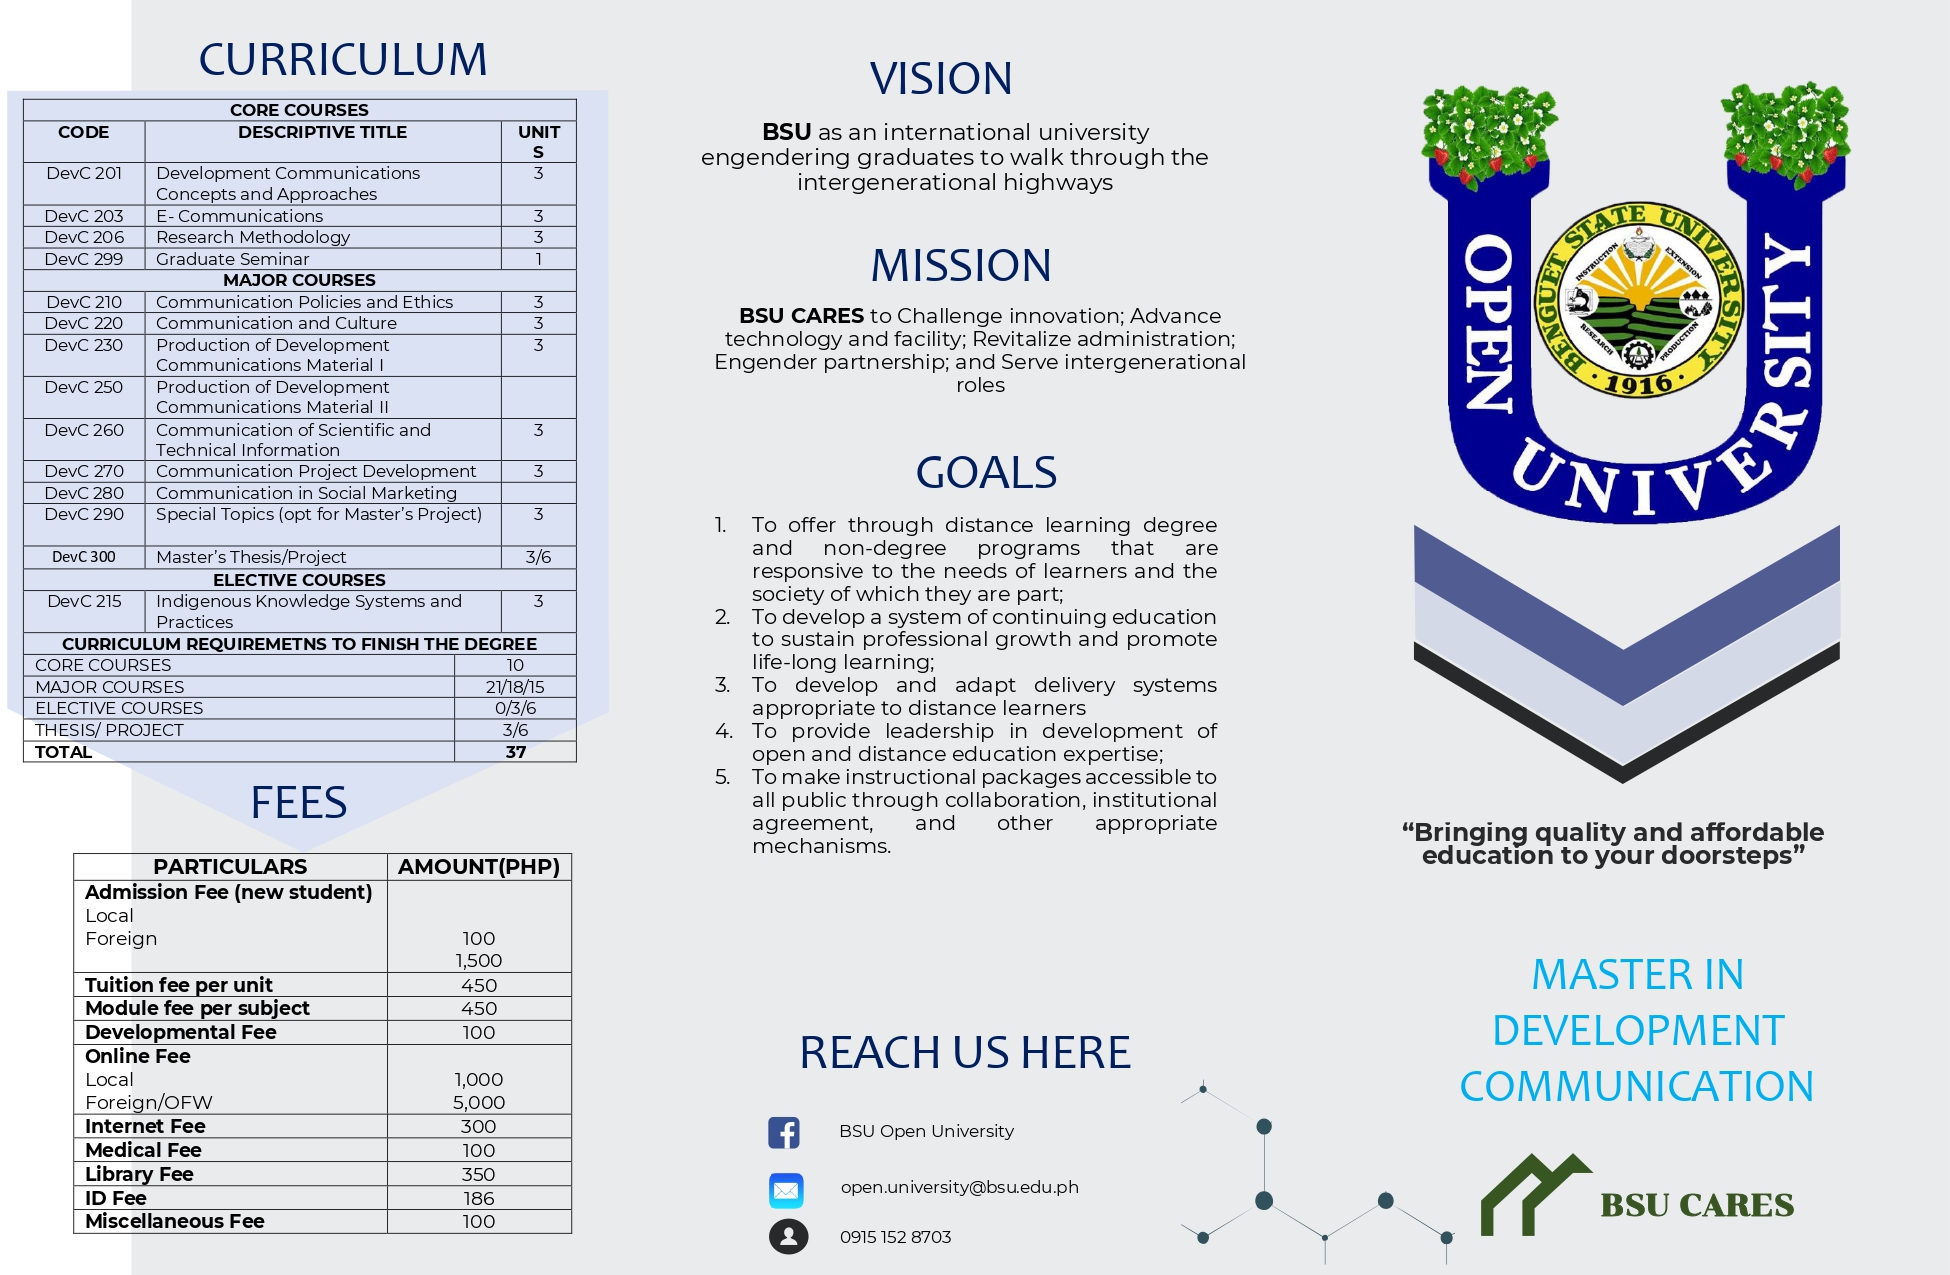 CURRICULUM
CORE COURSES
CODE DESCRIPTIVE TITLE UNIT
S
DevC 201 Development Communications 3
Concepts and Approaches
DevC 203 E- Communications 3
DevC 206 Research Methodology 3
DevC 299 Graduate Seminar 1
MAJOR COURSES
DevC 210 Communication Policies and Ethics 3
DevC 220 Communication and Culture 3
DevC 230 Production of Development 3
Communications Material I
DevC 250 Production of Development
Communications Material II
DevC 260 Communication of Scientific and 3
Technical Information
DevC 270 Communication Project Development 3
DevC 280 Communication in Social Marketing
DevC 290 Special Topics (opt for Master’s Project) 3
DevC 300 Master’s Thesis/Project 3/6
ELECTIVE COURSES
DevC 215 Indigenous Knowledge Systems and 3
Practices
CURRICULUM REQUIREMETNS TO FINISH THE DEGREE
CORE COURSES 10
MAJOR COURSES 21/18/15
ELECTIVE COURSES 0/3/6
THESIS/ PROJECT 3/6
TOTAL 37
FEES
PARTICULARS AMOUNT(PHP)
Admission Fee (new student)
Local
Foreign 100
1,500
Tuition fee per unit 450
Module fee per subject 450
Developmental Fee 100
Online Fee
Local 1,000
Foreign/OFW 5,000
Internet Fee 300
Medical Fee 100
Library Fee 350
ID Fee 186
Miscellaneous Fee 100
VISION
BSU as an international university
engendering graduates to walk through the
intergenerational highways
MISSION
BSU CARES to Challenge innovation; Advance
technology and facility; Revitalize administration;
Engender partnership; and Serve intergenerational
roles
GOALS
1. To offer through distance learning degree
and non-degree programs that are
responsive to the needs of learners and the
society of which they are part;
2. To develop a system of continuing education
to sustain professional growth and promote
life-long learning;
3. To develop and adapt delivery systems
appropriate to distance learners
4. To provide leadership in development of
open and distance education expertise;
5. To make instructional packages accessible to
all public through collaboration, institutional
agreement, and other appropriate
mechanisms.
REACH US HERE
BSU Open University
open.university@bsu.edu.ph
0915 152 8703
OPEN UNIVERSITY
BENGUET STATE UNIVERSITY
INSTRUCTION
EXTENSION
RESEARCH
PRODUCTION
· 1916 ·
“Bringing quality and affordable
education to your doorsteps”
MASTER IN
DEVELOPMENT
COMMUNICATION
BSU CARES